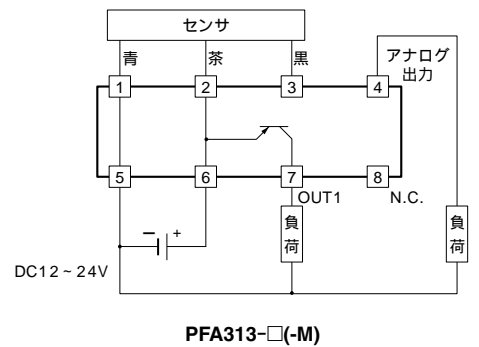 センサ
青
茶
黒
アナログ
出力
1
2
3
4
5
6
7
8
OUT1
N.C.
− +
負荷
負荷
DC12~24V
PFA313-□(-M)